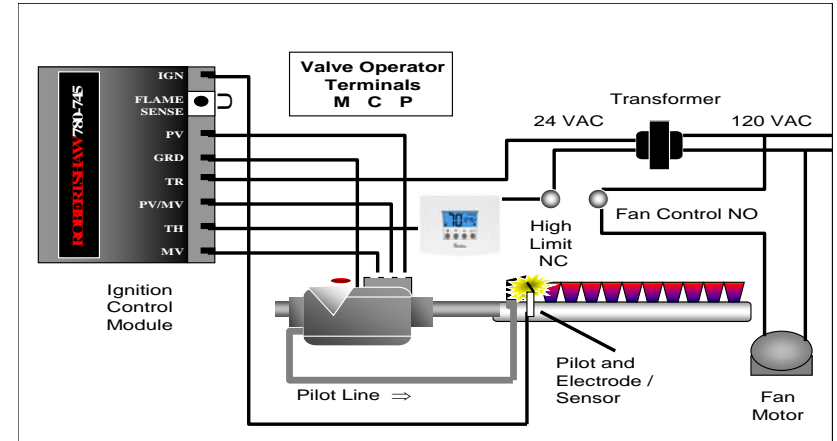 IGN
FLAME
SENSE
PV
GRD
TR
PV/MV
TH
MV
ROBERTSHAW 780-745
Ignition
Control
Module
Valve Operator
Terminals
M C P
Transformer
24 VAC
120 VAC
70
High
Limit
NC
Fan Control NO
Pilot Line ⇒
Pilot and
Electrode /
Sensor
Fan
Motor